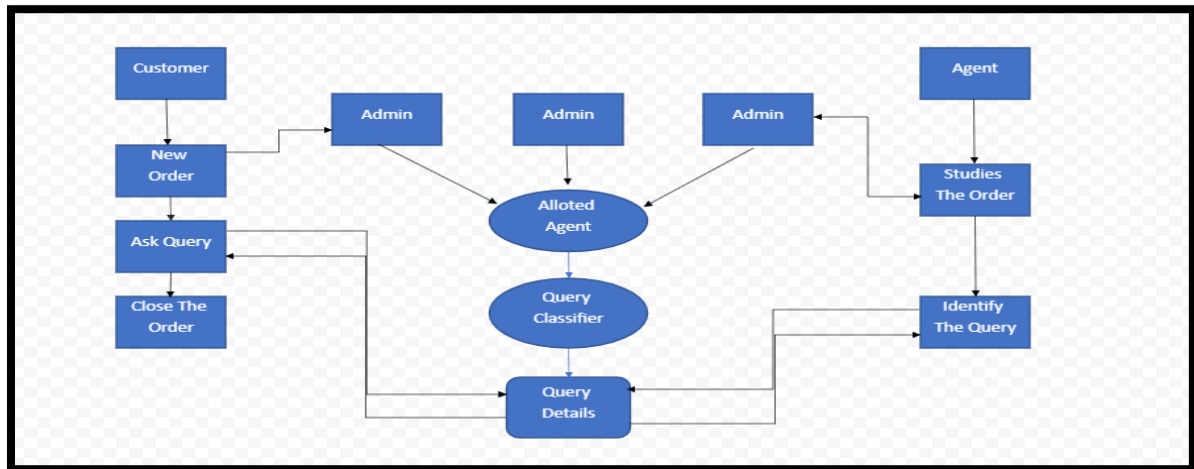 Customer
Agent
Admin
Admin
Admin
New
Order
Studies
The Order
Alloted
Agent
Ask Query
Query
Classifier
Close The
Order
Identify
The Query
Query
Details